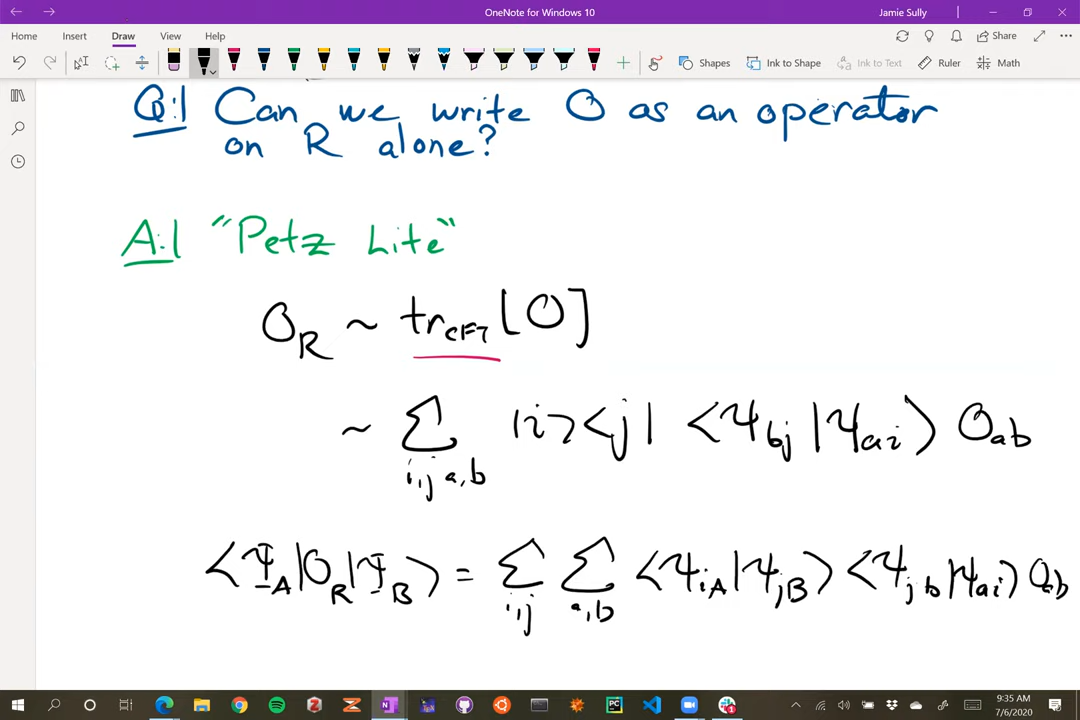 OneNote for Windows 10
Jamie Sully
Home Insert Draw View Help
Share
Shapes Ink to Shape Ink to Text Ruler Math
Q:1 Can we write O as an operator
on R alone?
A:1 "Petz Lite"
O_R ~ tr_CFT [O]
~ Σ_{i,j a,b} |i><j| <Ψ_bj|Ψ_ai> O_ab
<Ψ_A|O_R|Ψ_B> = Σ_{i,j} Σ_{a,b} <Ψ_iA|Ψ_jB> <Ψ_jb|Ψ_ai> O_ab
9:35 AM
7/6/2020